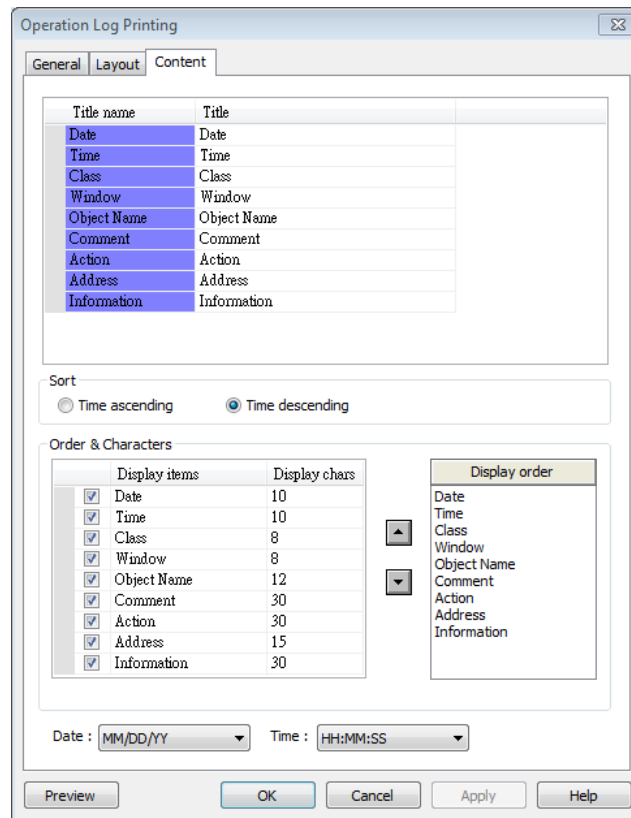 Operation Log Printing
General Layout Content
Title name Title
Date Date
Time Time
Class Class
Window Window
Object Name Object Name
Comment Comment
Action Action
Address Address
Information Information
Sort
Time ascending Time descending
Order & Characters
Display items Display chars
Date 10
Time 10
Class 8
Window 8
Object Name 12
Comment 30
Action 30
Address 15
Information 30
Display order
Date
Time
Class
Window
Object Name
Comment
Action
Address
Information
Date : MM/DD/YY Time : HH:MM:SS
Preview OK Cancel Apply Help